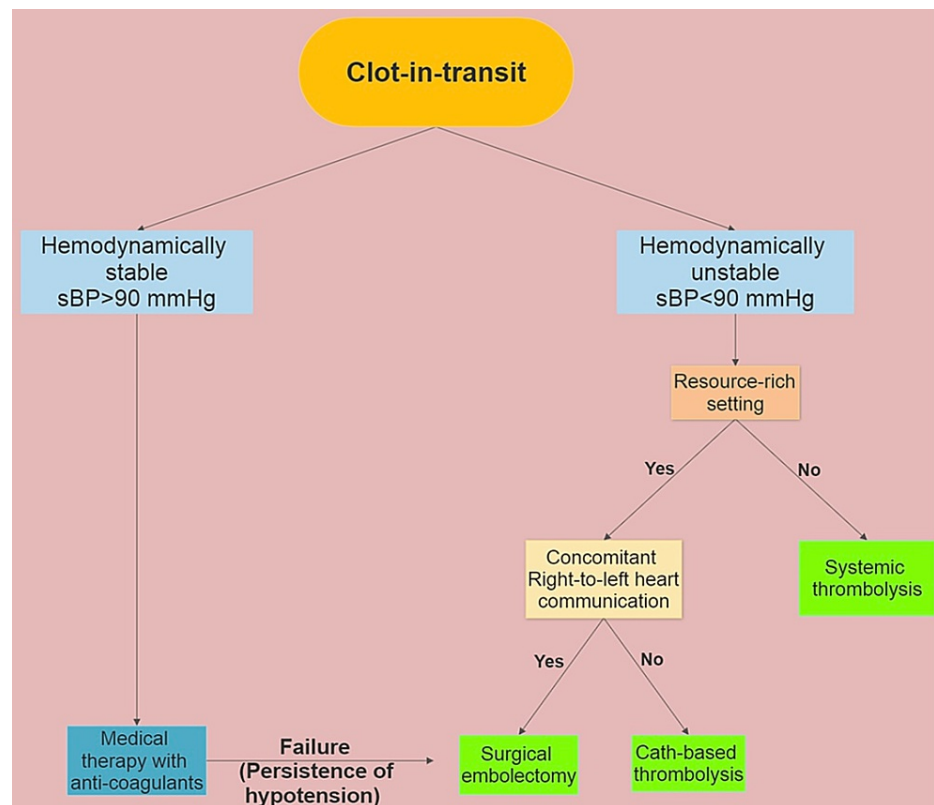 Clot-in-transit
Hemodynamically
stable
sBP>90 mmHg
Hemodynamically
unstable
sBP<90 mmHg
Resource-rich
setting
Yes
No
Concomitant
Right-to-left heart
communication
Systemic
thrombolysis
Yes
No
Medical
therapy with
anti-coagulants
Failure
(Persistence of
hypotension)
Surgical
embolectomy
Cath-based
thrombolysis